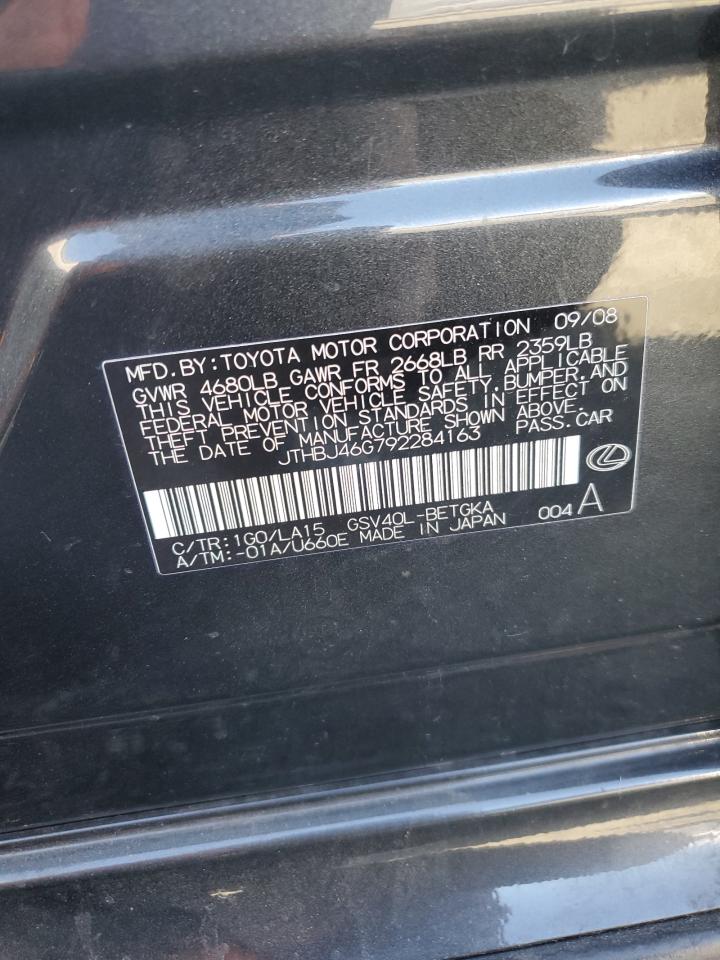 MFD.BY:TOYOTA MOTOR CORPORATION 09/08
GVWR 4680LB GAWR FR 2668LB RR 2359LB
THIS VEHICLE CONFORMS TO ALL APPLICABLE
FEDERAL MOTOR VEHICLE SAFETY,BUMPER,AND
THEFT PREVENTION STANDARDS IN EFFECT ON
THE DATE OF MANUFACTURE SHOWN ABOVE.
JTHBJ46G792284163 PASS.CAR
C/TR:1G0/LA15 GSV40L-BETGKA
A/TM:-01A/U660E MADE IN JAPAN 004 A